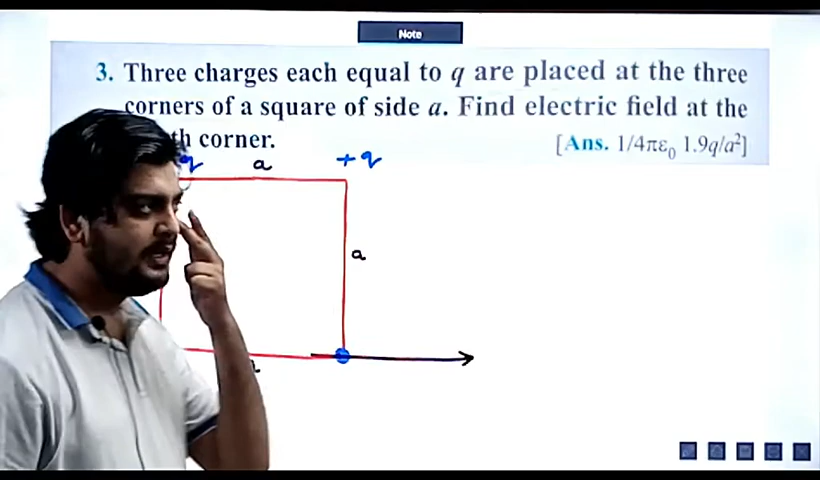 Note
3. Three charges each equal to q are placed at the three
corners of a square of side a. Find electric field at the
th corner. [Ans. 1/4πε₀ 1.9q/a²]
q a +q
a